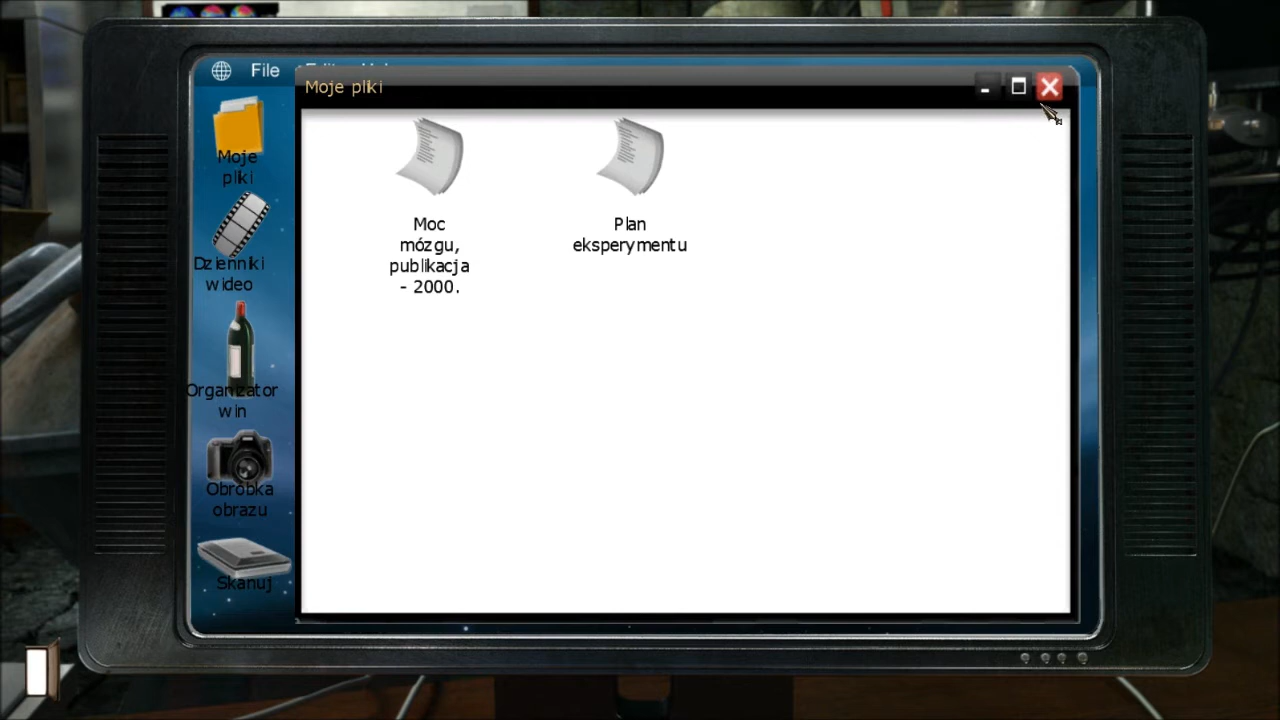 File
Moje pliki
Moje
pliki
Dzienniki
wideo
Organizator
win
Obróbka
obrazu
Skanuj
Moc
mózgu,
publikacja
- 2000.
Plan
eksperymentu